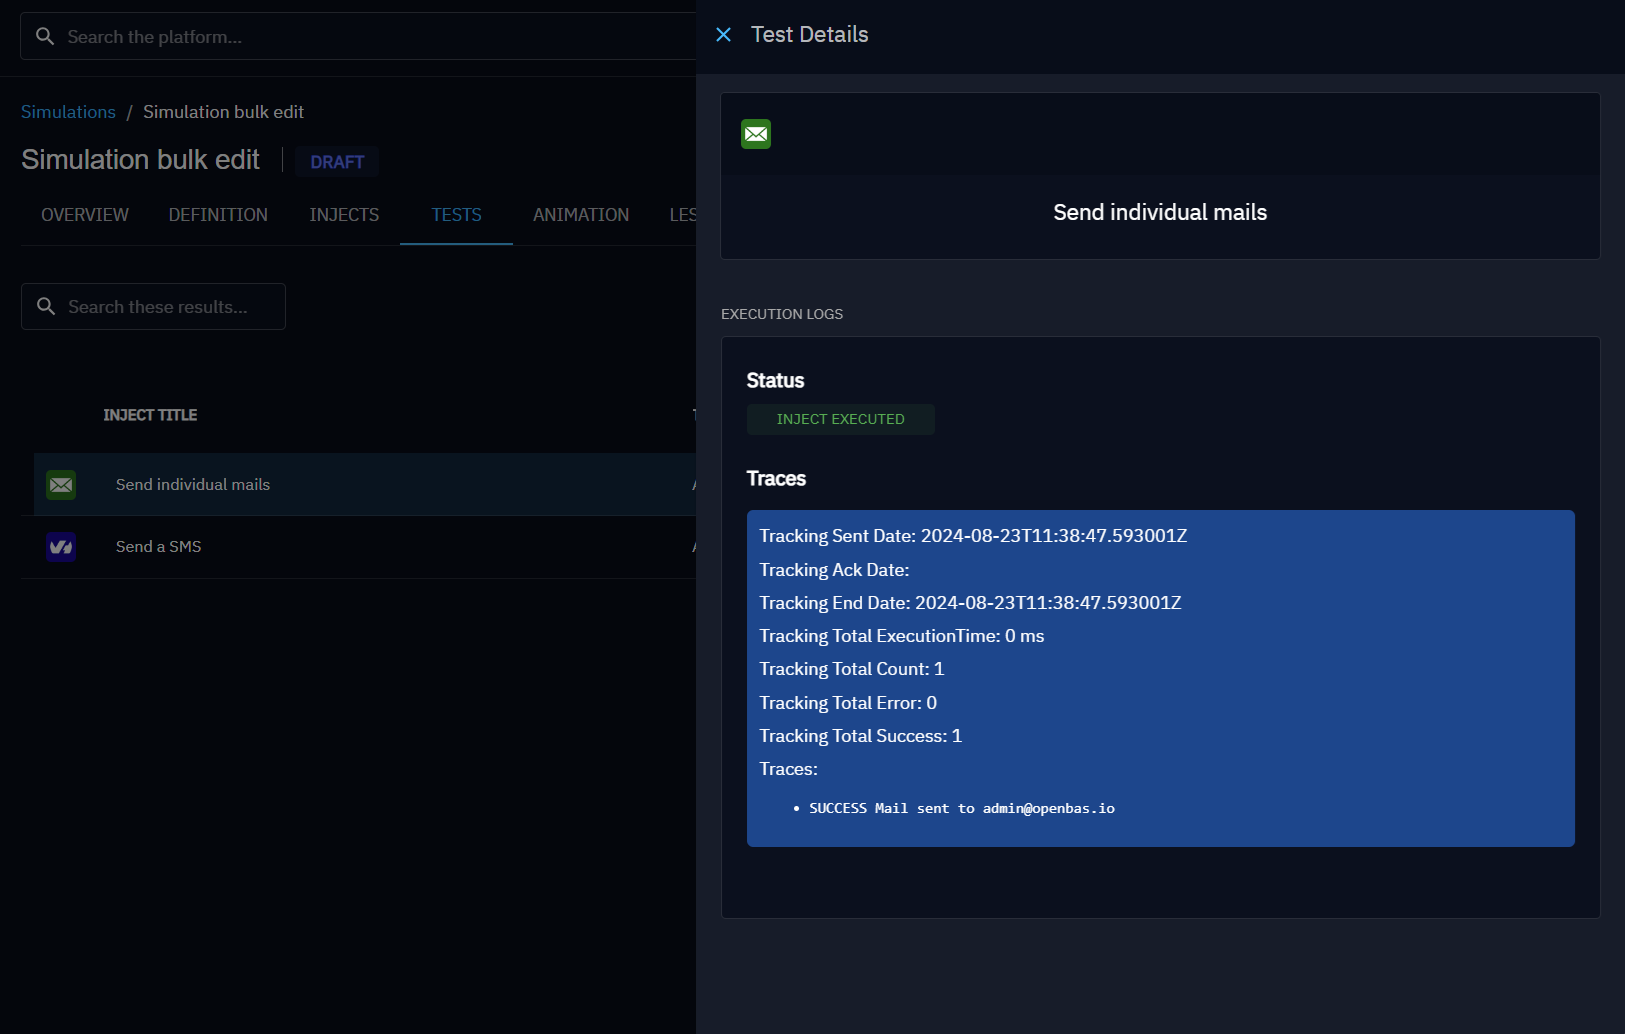 Search the platform...
Simulations / Simulation bulk edit
Simulation bulk edit
DRAFT
OVERVIEW
DEFINITION
INJECTS
TESTS
ANIMATION
LES
Search these results...
INJECT TITLE
Send individual mails
Send a SMS
Test Details
Send individual mails
EXECUTION LOGS
Status
INJECT EXECUTED
Traces
Tracking Sent Date: 2024-08-23T11:38:47.593001Z
Tracking Ack Date:
Tracking End Date: 2024-08-23T11:38:47.593001Z
Tracking Total ExecutionTime: 0 ms
Tracking Total Count: 1
Tracking Total Error: 0
Tracking Total Success: 1
Traces:
• SUCCESS Mail sent to admin@openbas.io